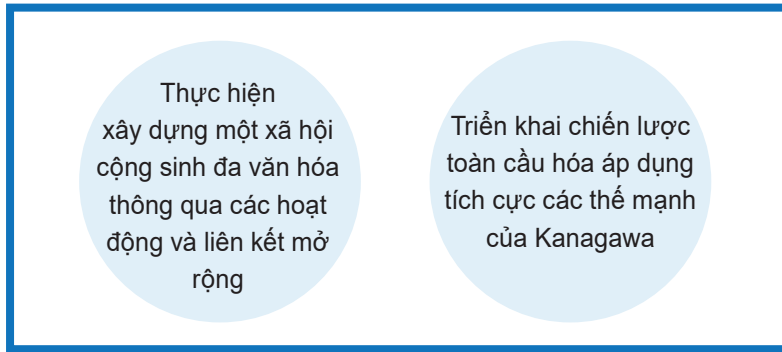 Thực hiện
xây dựng một xã hội
cộng sinh đa văn hóa
thông qua các hoạt
động và liên kết mở
rộng
Triển khai chiến lược
toàn cầu hóa áp dụng
tích cực các thế mạnh
của Kanagawa